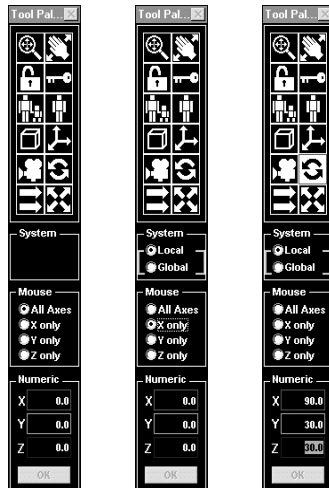 Tool Pal...
System
Mouse
All Axes
X only
Y only
Z only
Numeric
X 0.0
Y 0.0
Z 0.0
OK
Tool Pal...
System
Local
Global
Mouse
All Axes
X only
Y only
Z only
Numeric
X 0.0
Y 0.0
Z 0.0
OK
Tool Pal...
System
Local
Global
Mouse
All Axes
X only
Y only
Z only
Numeric
X 90.0
Y 30.0
Z 30.0
OK